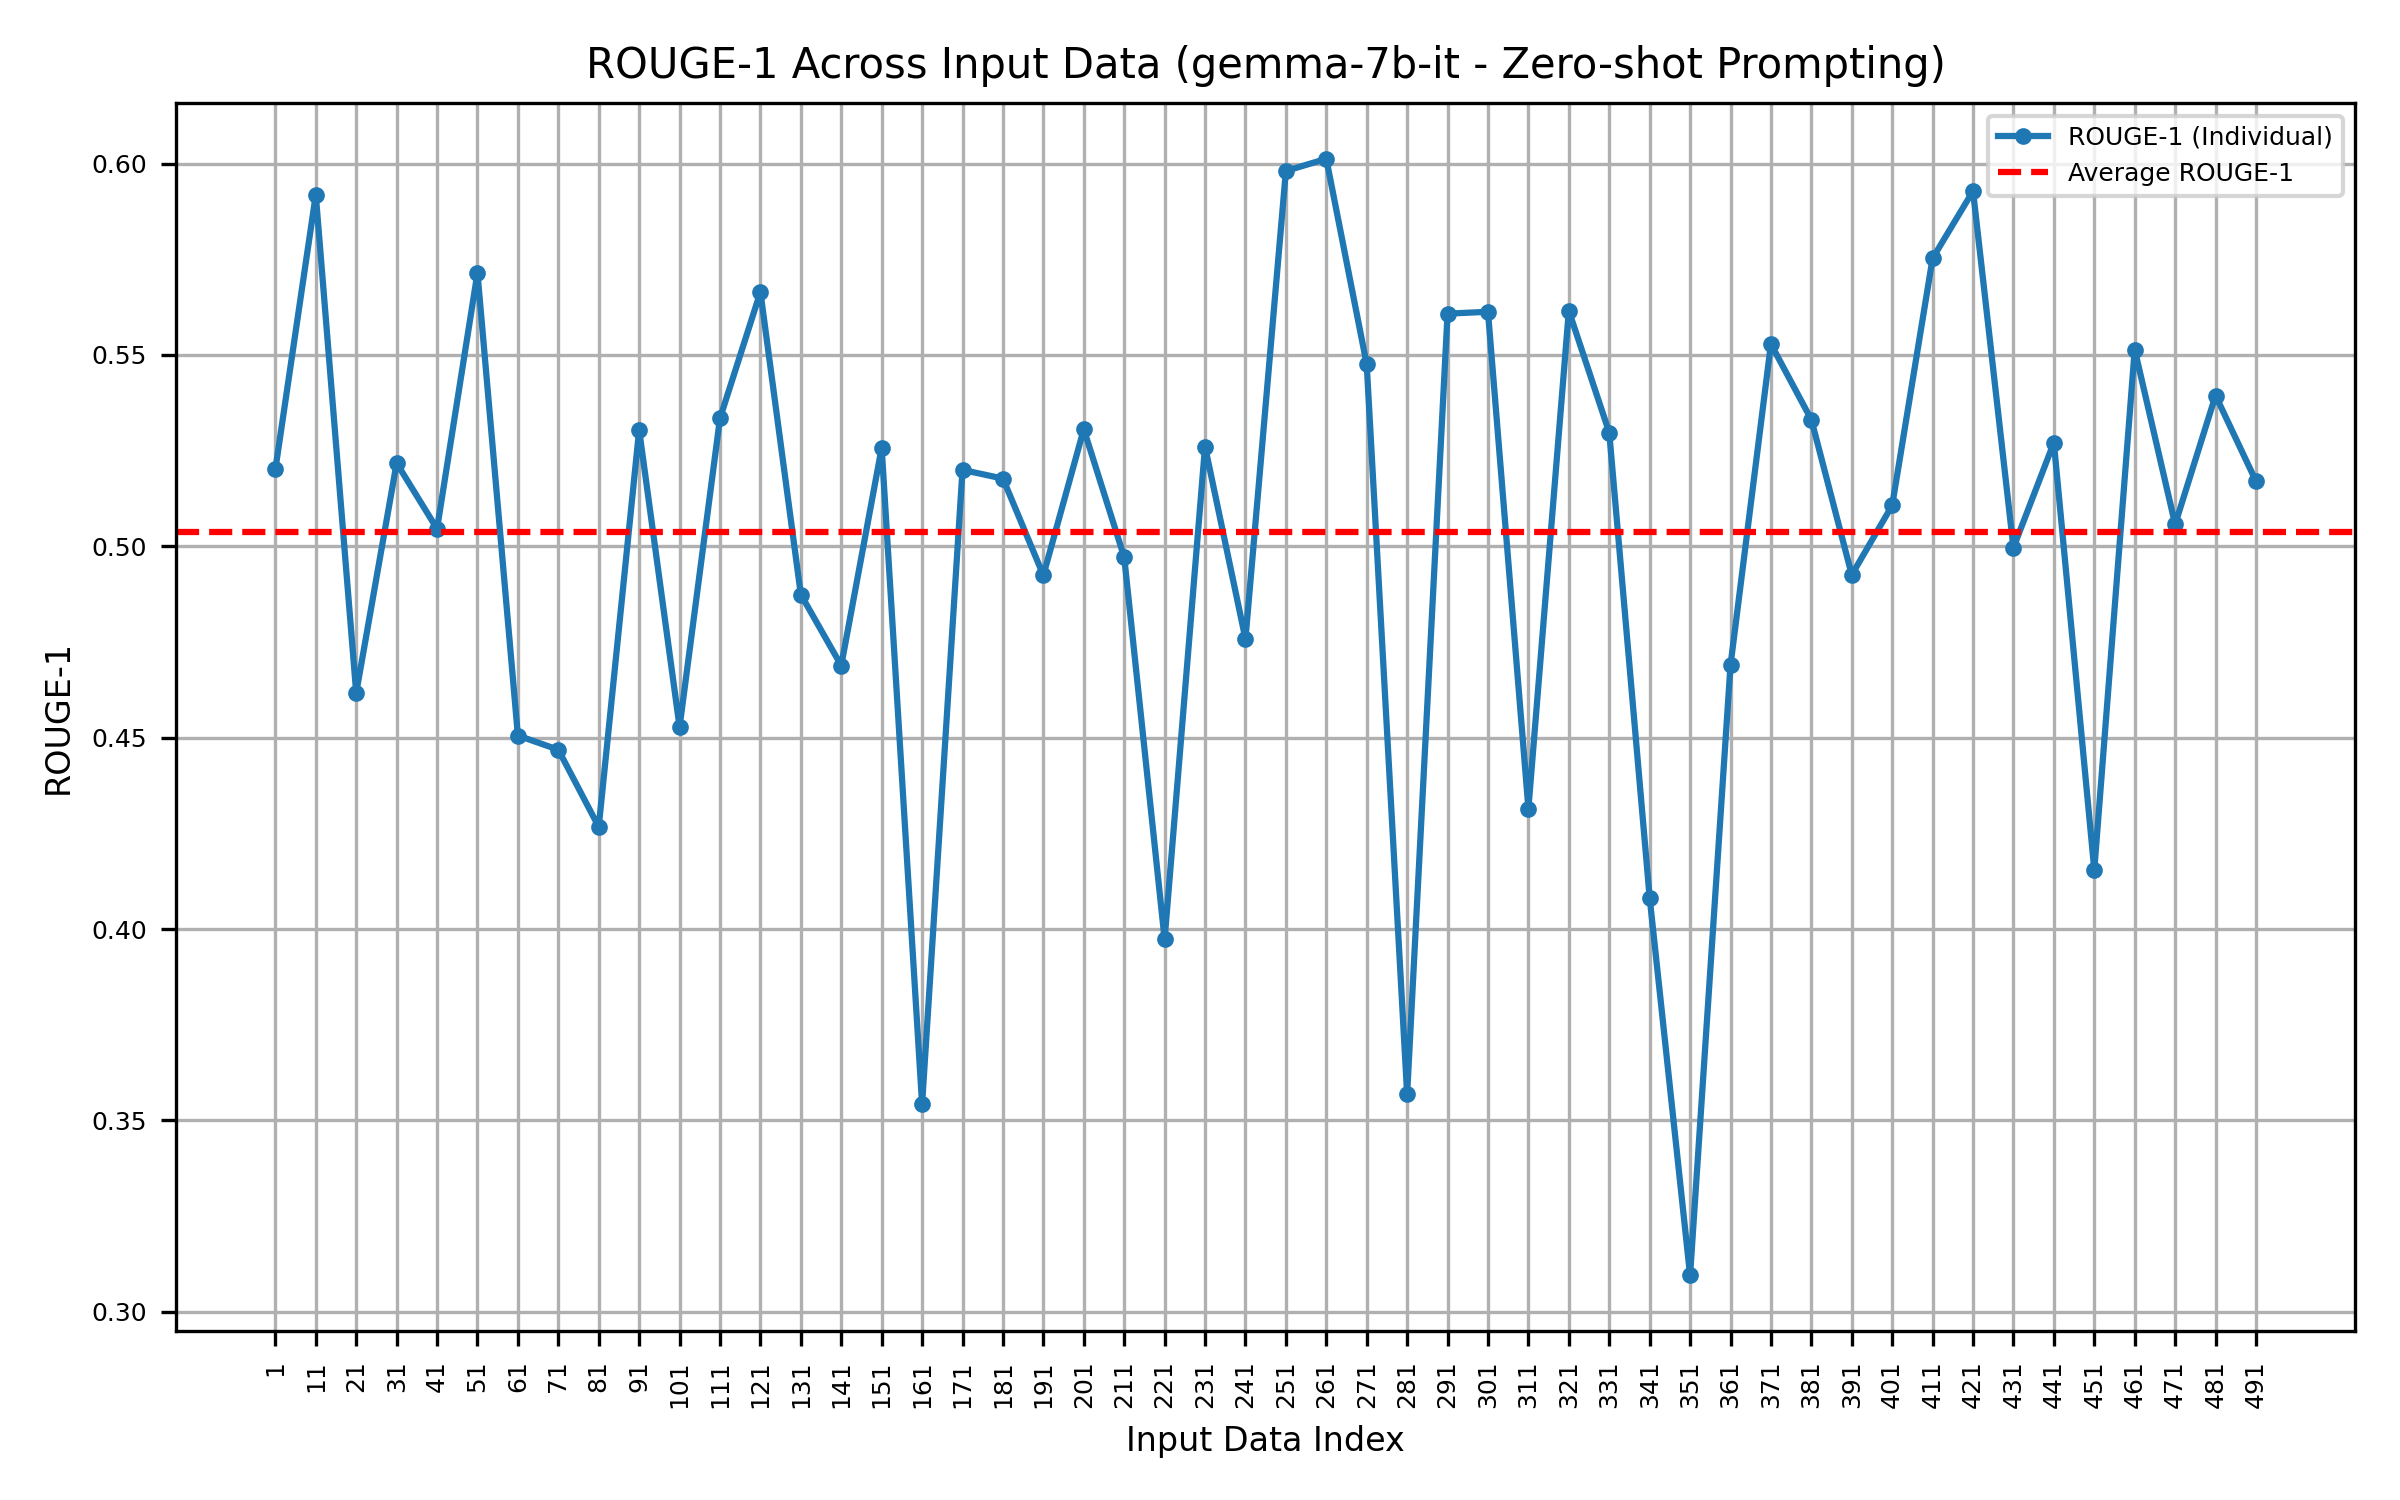 ROUGE-1 Across Input Data (gemma-7b-it - Zero-shot Prompting)
ROUGE-1 (Individual)
Average ROUGE-1
0.60
0.55
0.50
0.45
0.40
0.35
0.30
ROUGE-1
1 11 21 31 41 51 61 71 81 91 101 111 121 131 141 151 161 171 181 191 201 211 221 231 241 251 261 271 281 291 301 311 321 331 341 351 361 371 381 391 401 411 421 431 441 451 461 471 481 491
Input Data Index